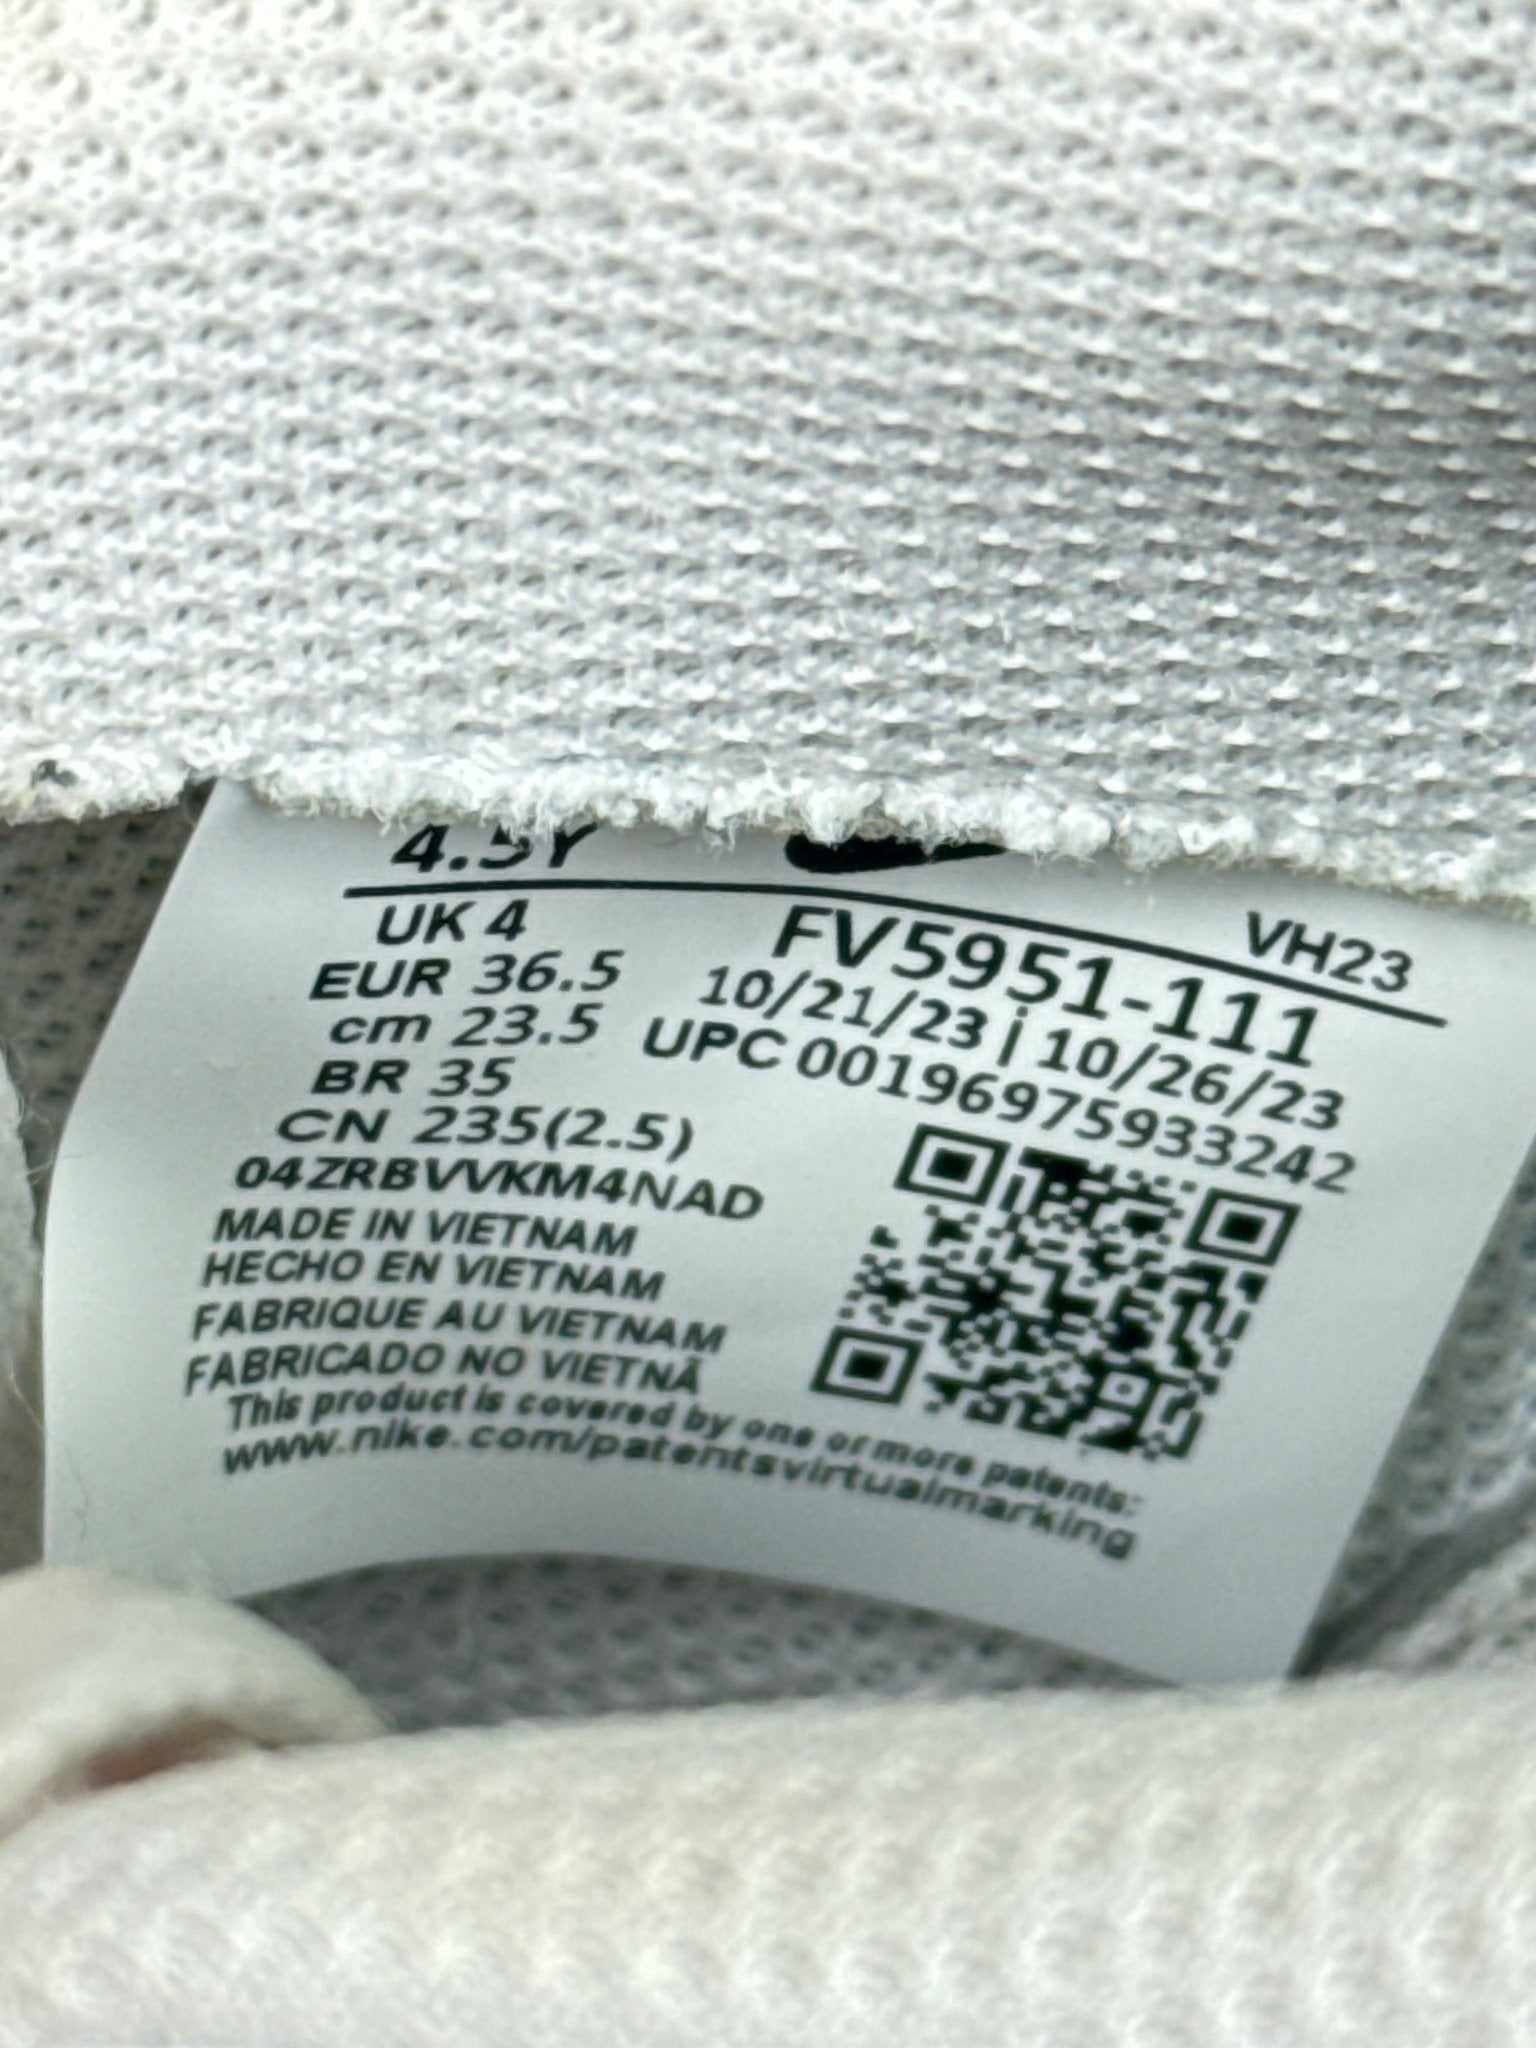 4.5Y
VH23
UK 4
EUR 36.5
cm 23.5
BR 35
CN 235(2.5)
04ZRBVVKM4NAD
MADE IN VIETNAM
HECHO EN VIETNAM
FABRIQUE AU VIETNAM
FABRICADO NO VIETNÃ
FV5951-111
10/21/23 | 10/26/23
UPC 00196975933242
This product is covered by one or more patents:
www.nike.com/patentsvirtualmarking